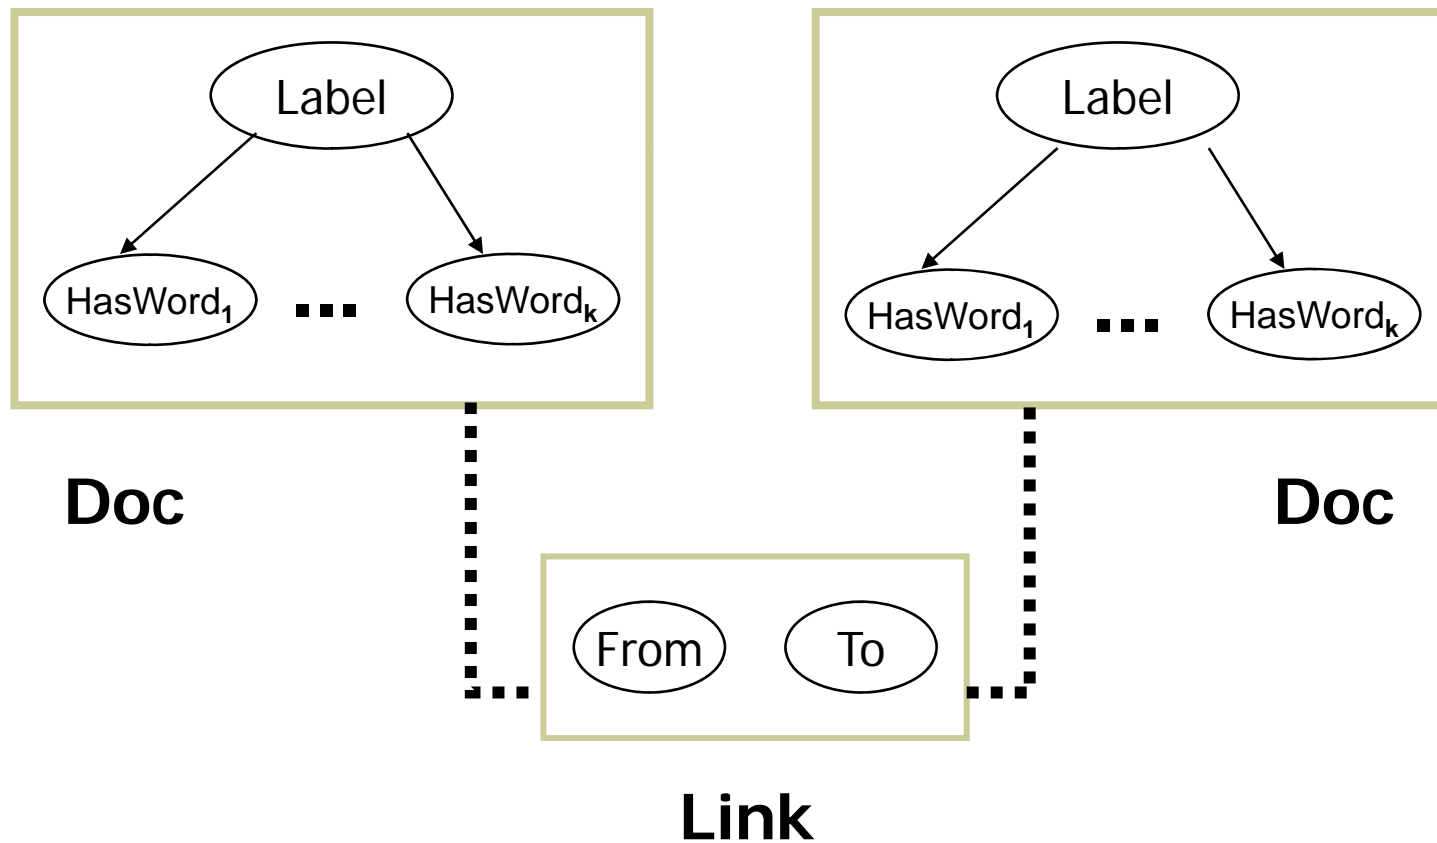 Label Label
HasWord₁ ... HasWordₖ HasWord₁ ... HasWordₖ
Doc Doc
From To
Link